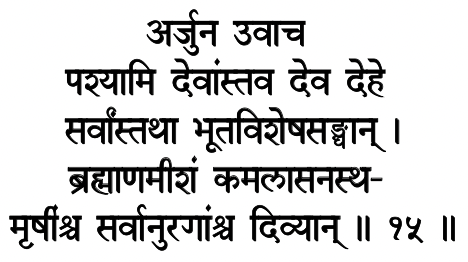 अर्जुन उवाच
पश्यामि देवांस्तव देव देहे
सर्वांस्तथा भूतविशेषसङ्घान् ।
ब्रह्माणमीशं कमलासनस्थ-
मृषींश्च सर्वानुरगांश्च दिव्यान् ॥ १५ ॥